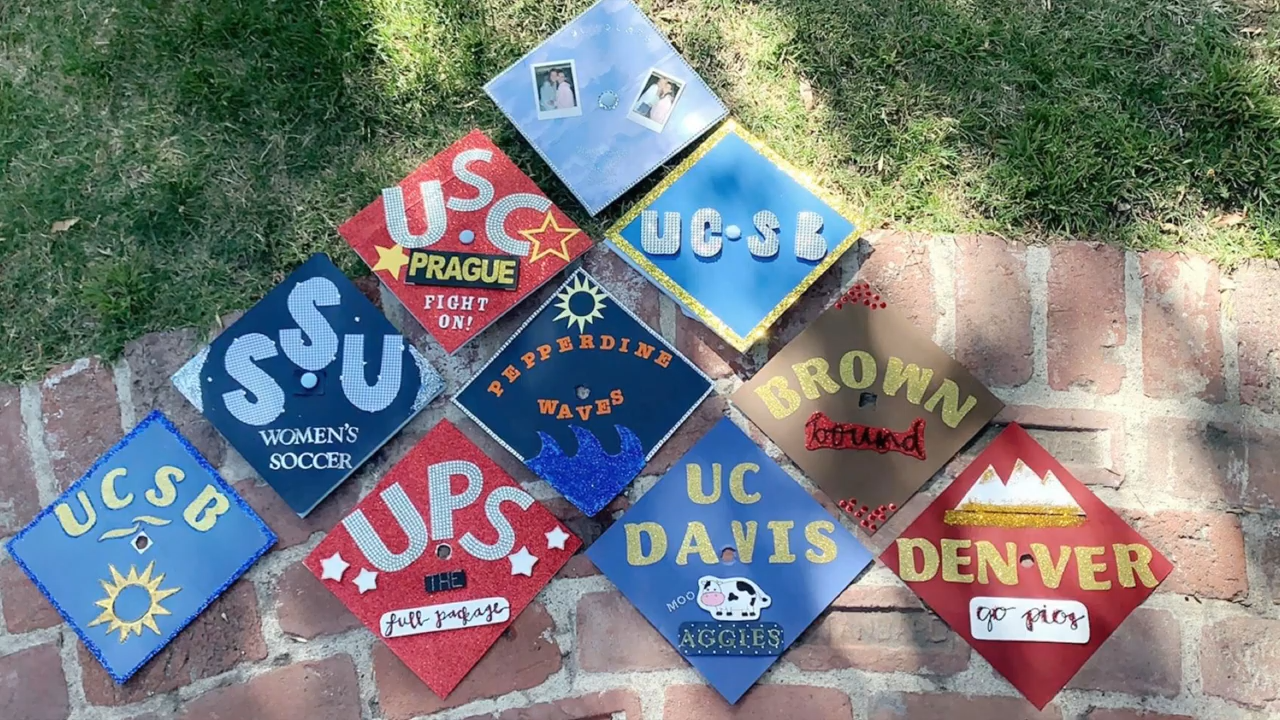 USC
PRAGUE
FIGHT
ON!
UC SB
SSU
WOMEN'S
SOCCER
PEPPERDINE
WAVES
BROWN
bound
UCSB
UPS
THE
full package
UC
DAVIS
MOO
AGGIES
DENVER
go pios